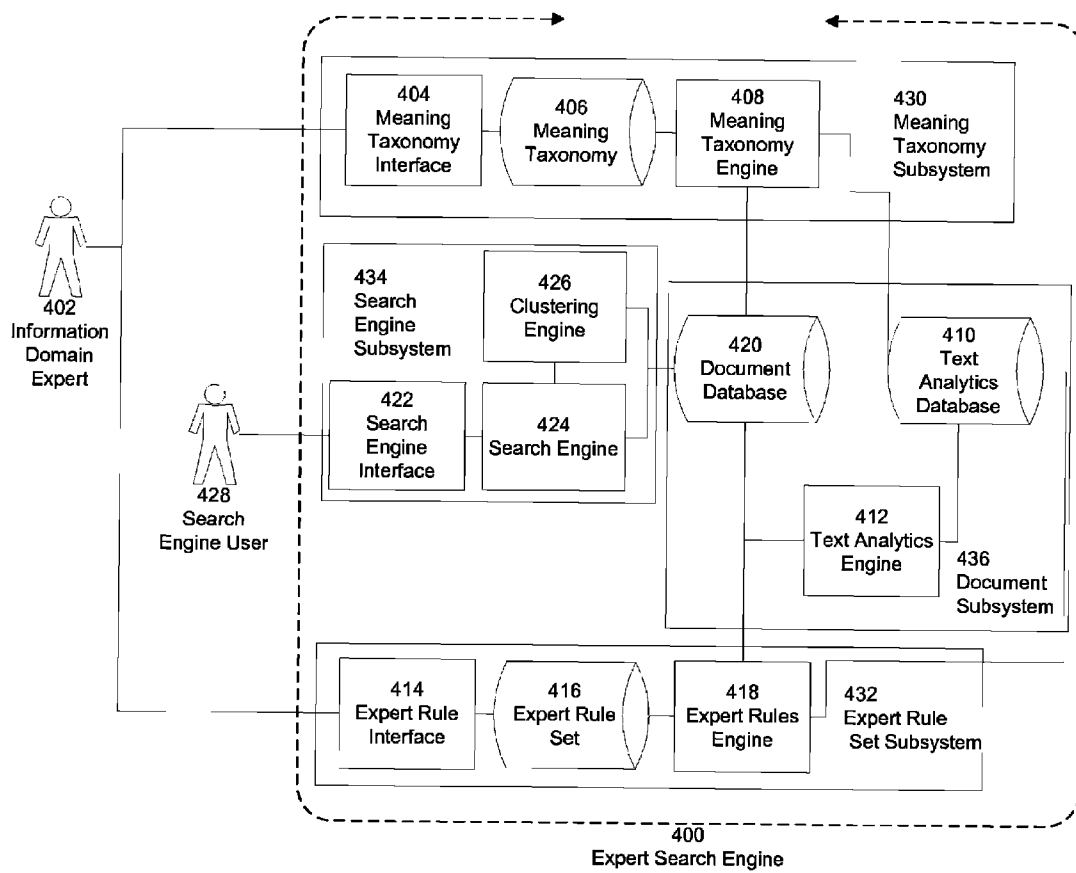 404
Meaning
Taxonomy
Interface
406
Meaning
Taxonomy
408
Meaning
Taxonomy
Engine
430
Meaning
Taxonomy
Subsystem
402
Information
Domain
Expert
434
Search
Engine
Subsystem
426
Clustering
Engine
420
Document
Database
410
Text
Analytics
Database
428
Search
Engine User
422
Search
Engine
Interface
424
Search Engine
412
Text Analytics
Engine
436
Document
Subsystem
414
Expert Rule
Interface
416
Expert Rule
Set
418
Expert Rules
Engine
432
Expert Rule
Set Subsystem
400
Expert Search Engine